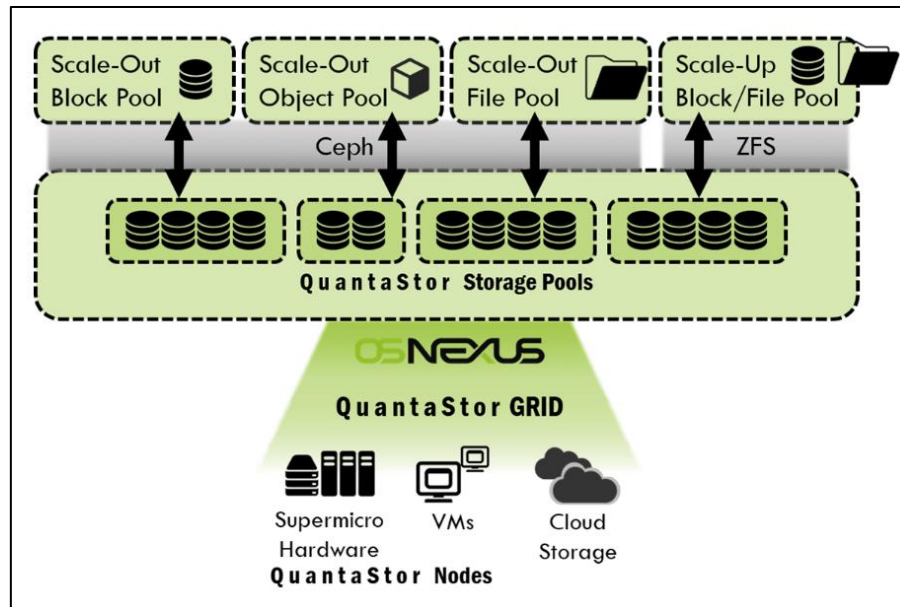 Scale-Out
Block Pool
Scale-Out
Object Pool
Scale-Out
File Pool
Scale-Up
Block/File Pool
Ceph
ZFS
QuantaStor Storage Pools
OSNEXUS
QuantaStor GRID
Supermicro
Hardware
VMs
Cloud
Storage
QuantaStor Nodes